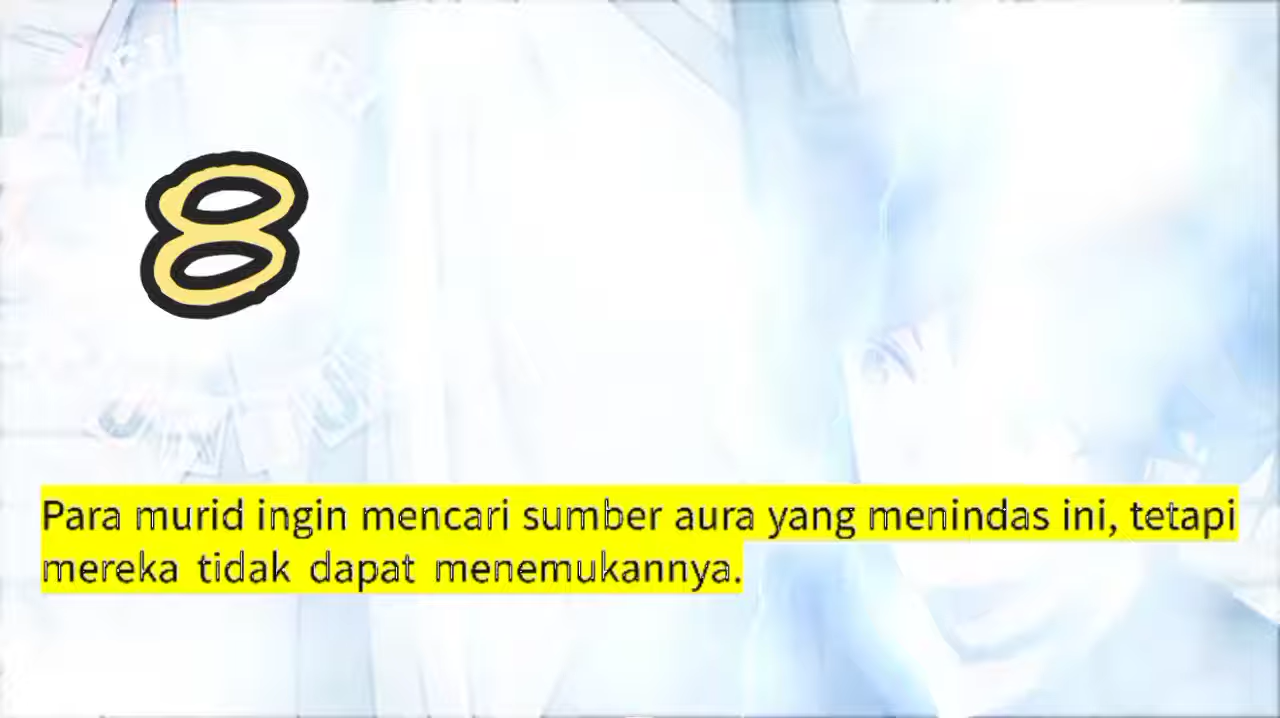 8
Para murid ingin mencari sumber aura yang menindas ini, tetapi
mereka tidak dapat menemukannya.